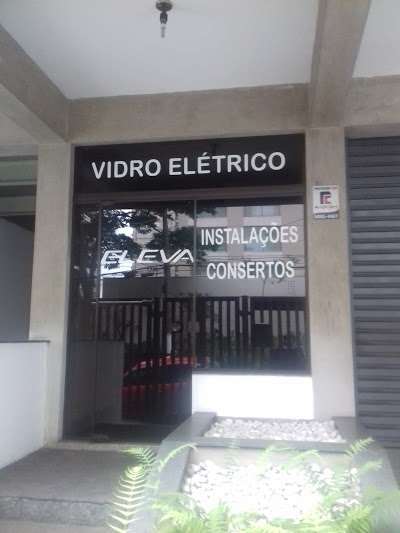 VIDRO ELÉTRICO
ELEVA
INSTALAÇÕES
CONSERTOS